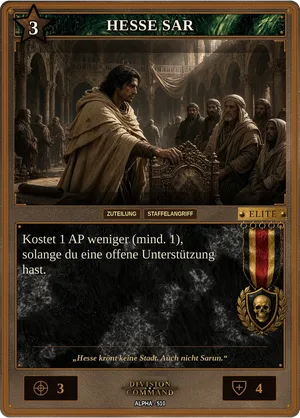 3
HESSE SAR
ZUTEILUNG STAFFELANGRIFF
ELITE
Kostet 1 AP weniger (mind. 1),
solange du eine offene Unterstützung
hast.
„Hesse krönt keine Stadt. Auch nicht Sarun.“
3
DIVISION
COMMAND
4
ALPHA 510